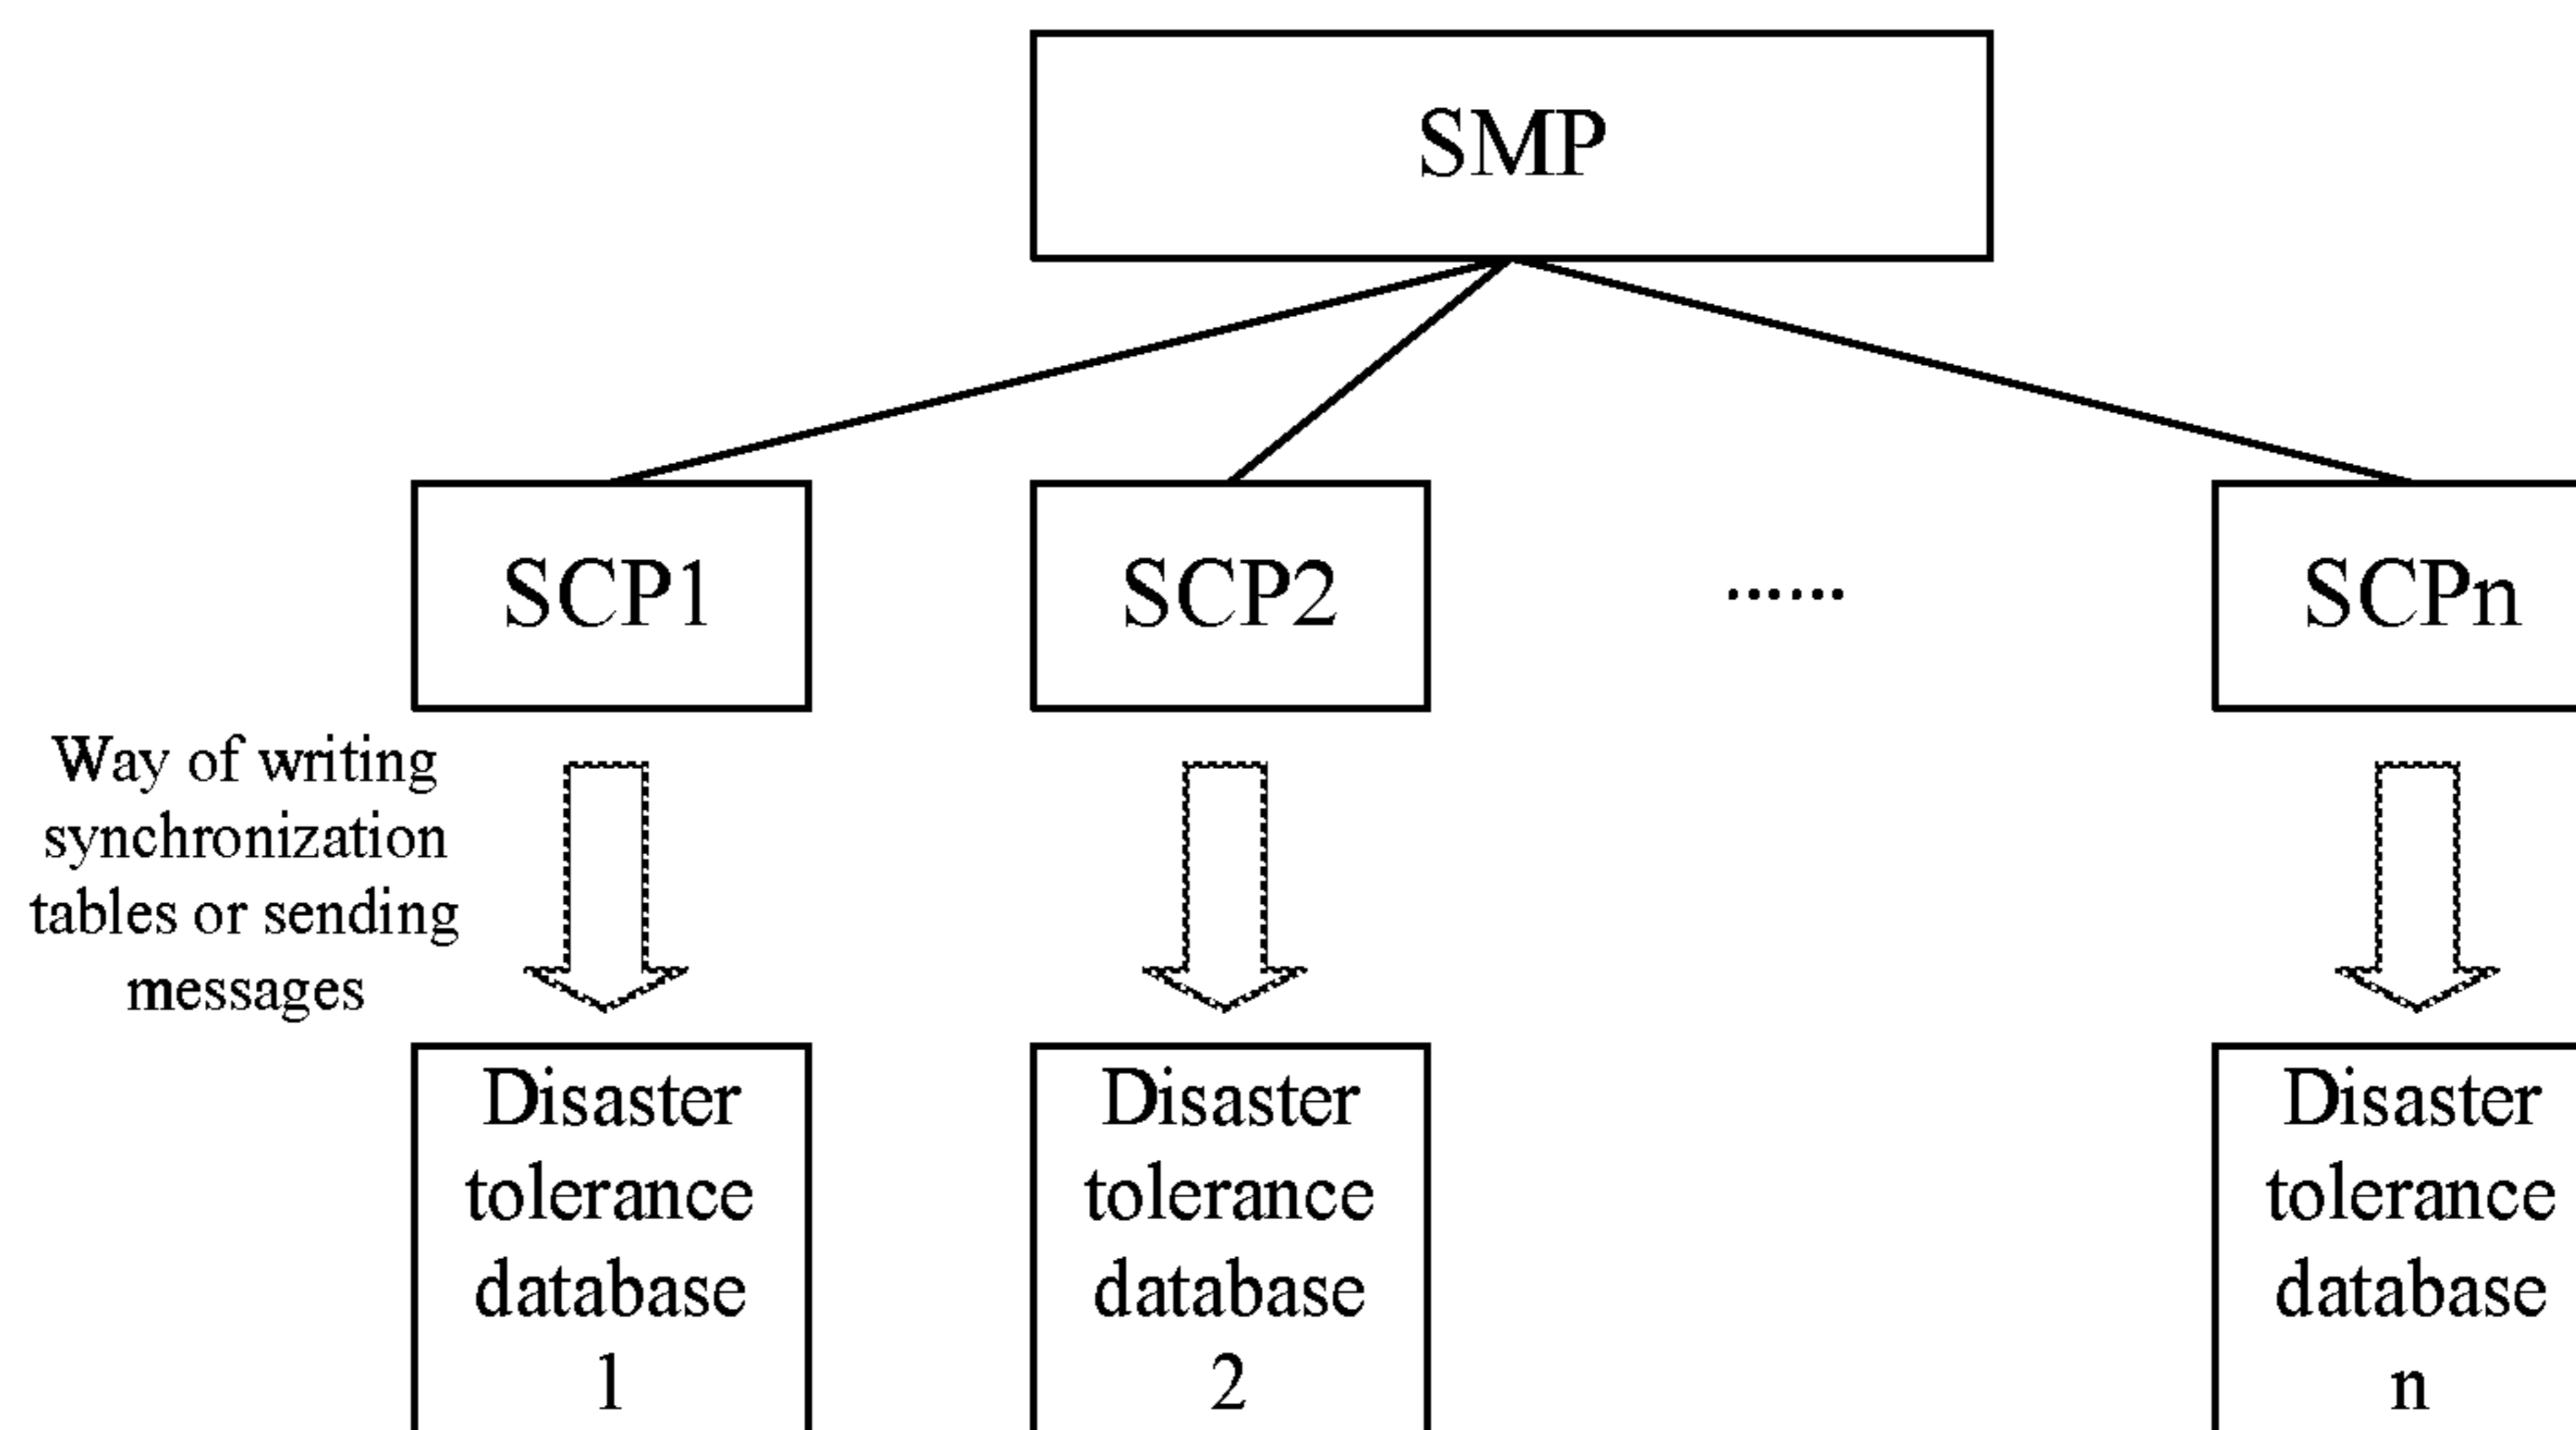 SMP
SCP1
SCP2
......
SCPn
Way of writing
synchronization
tables or sending
messages
Disaster
tolerance
database
1
Disaster
tolerance
database
2
Disaster
tolerance
database
n